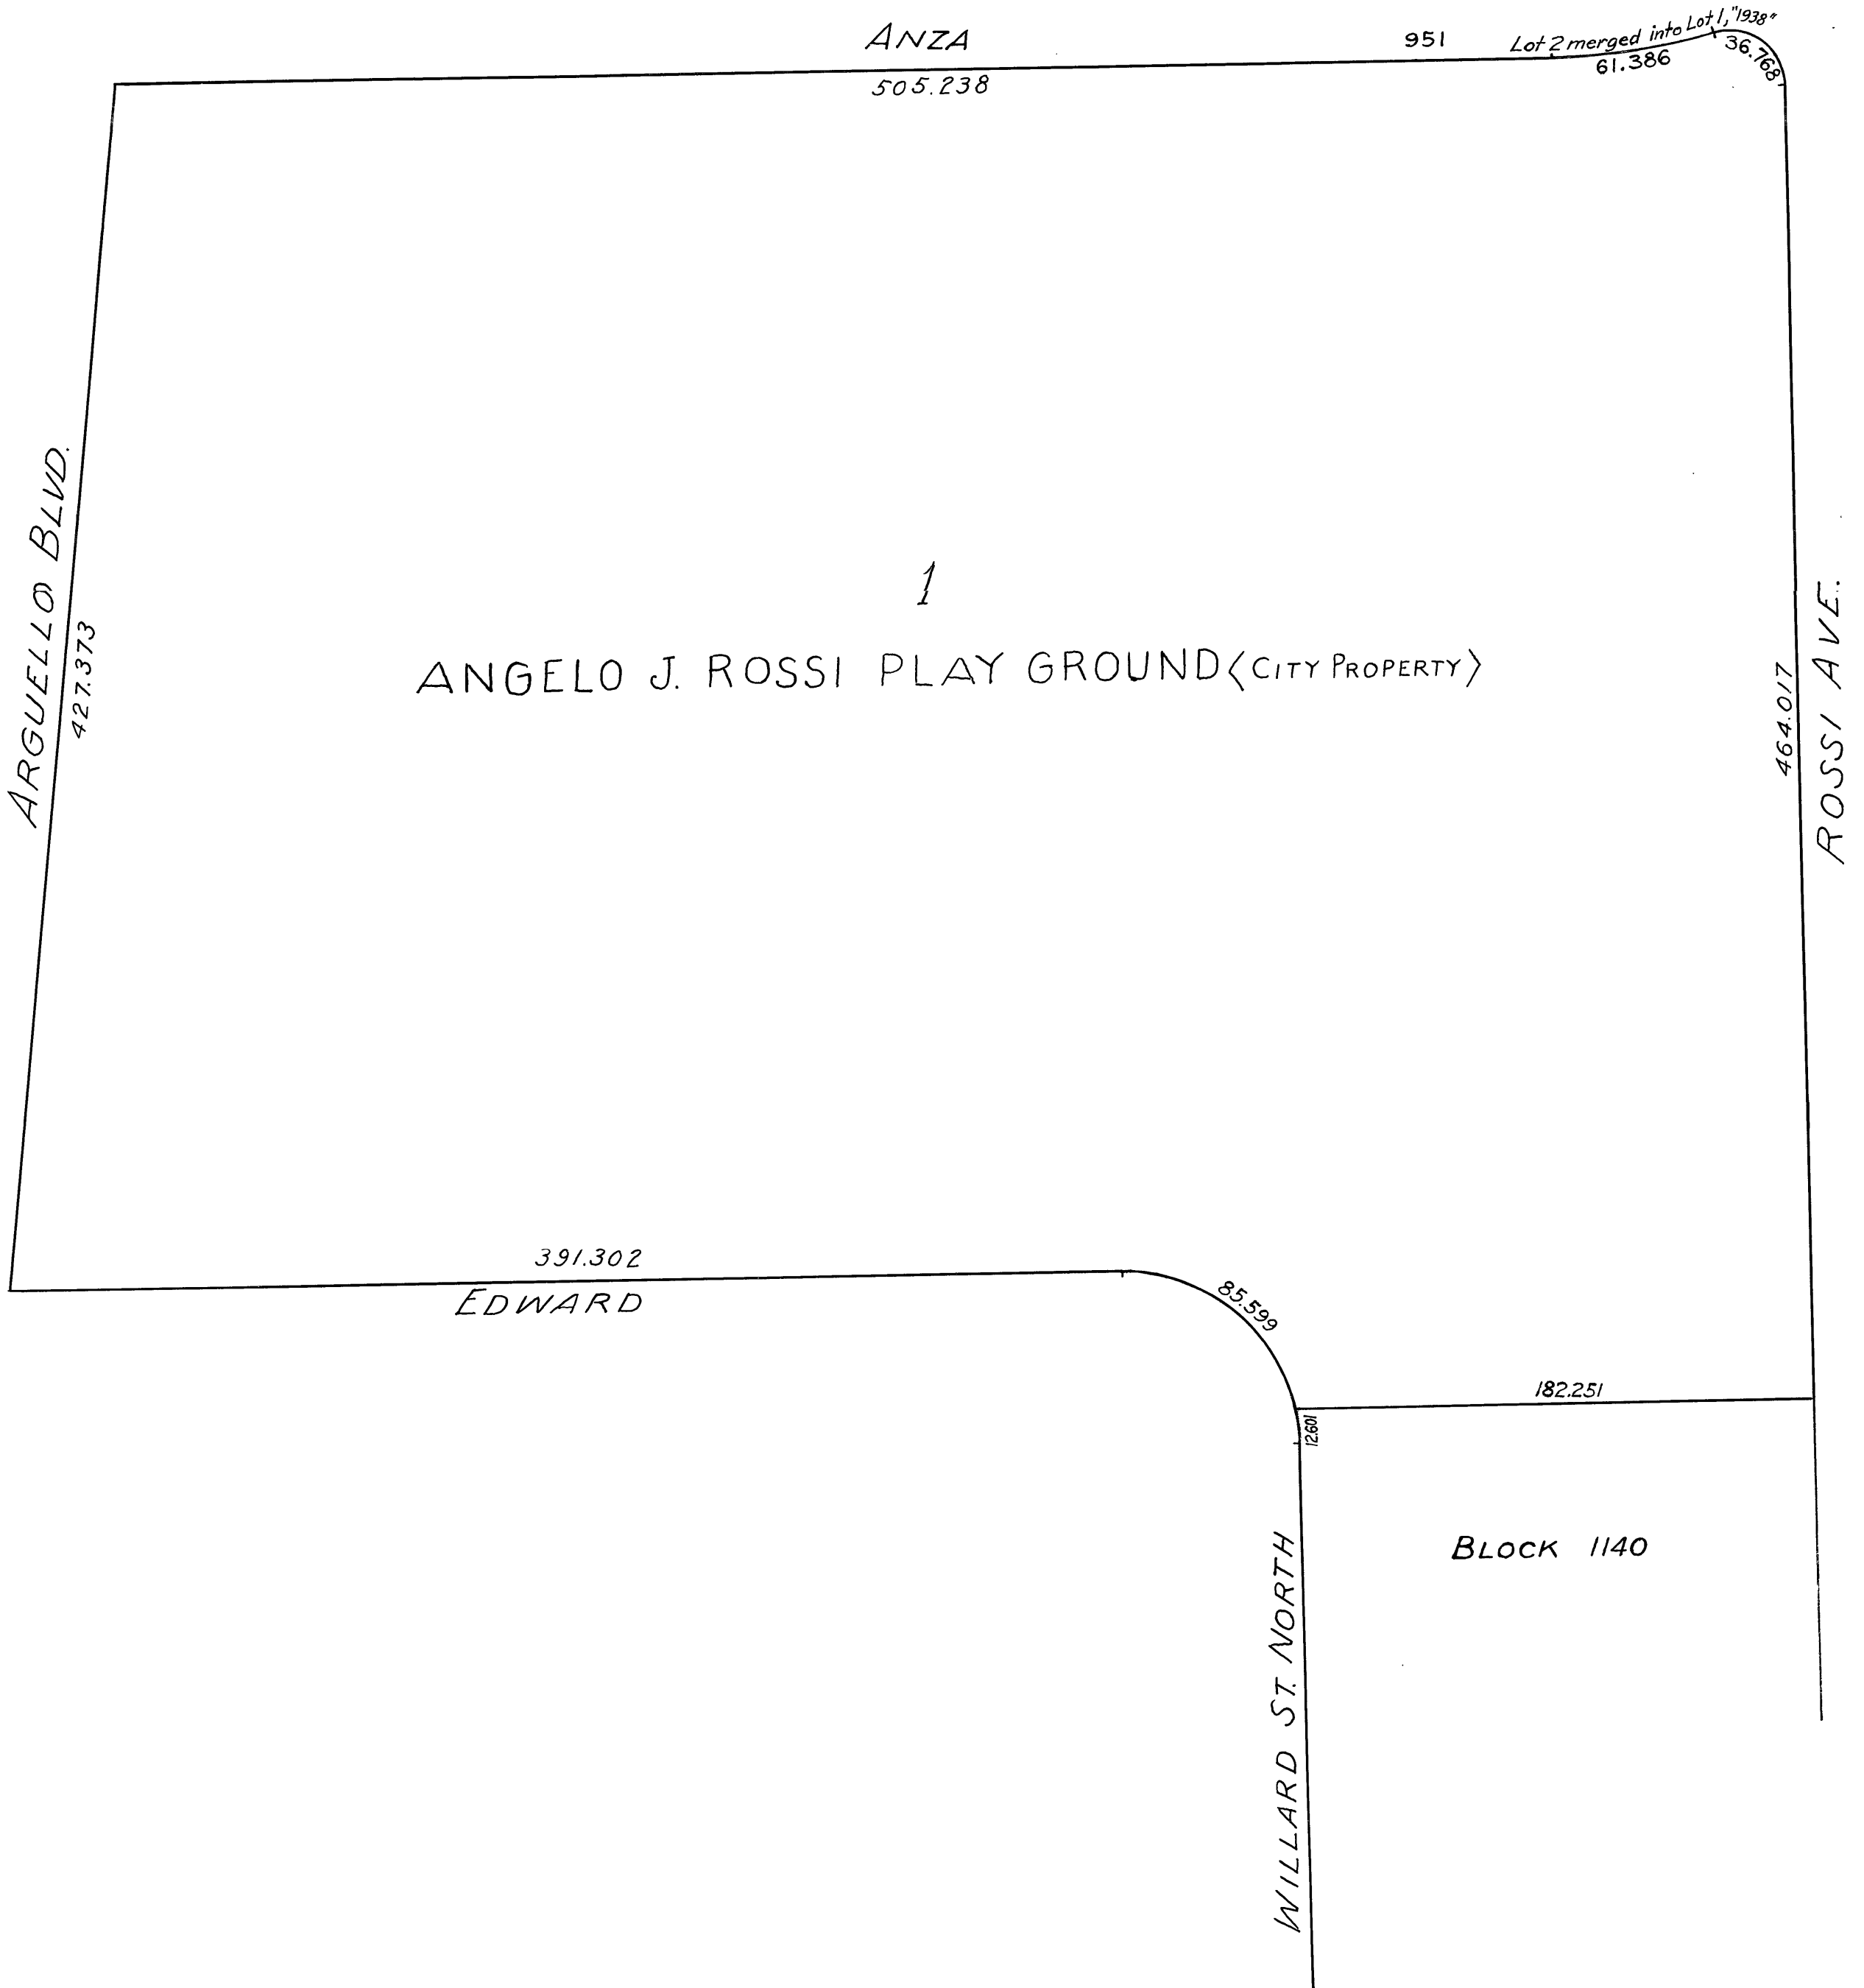 ANZA
951
Lot 2 merged into Lot 1, "1938"
505.238
61.386
36.768
ARGUELLO BLVD.
427.373
1
ANGELO J. ROSSI PLAY GROUND (CITY PROPERTY)
464.017
ROSSI AVE.
391.302
EDWARD
85.599
182.251
12.601
BLOCK 1140
WILLARD ST. NORTH